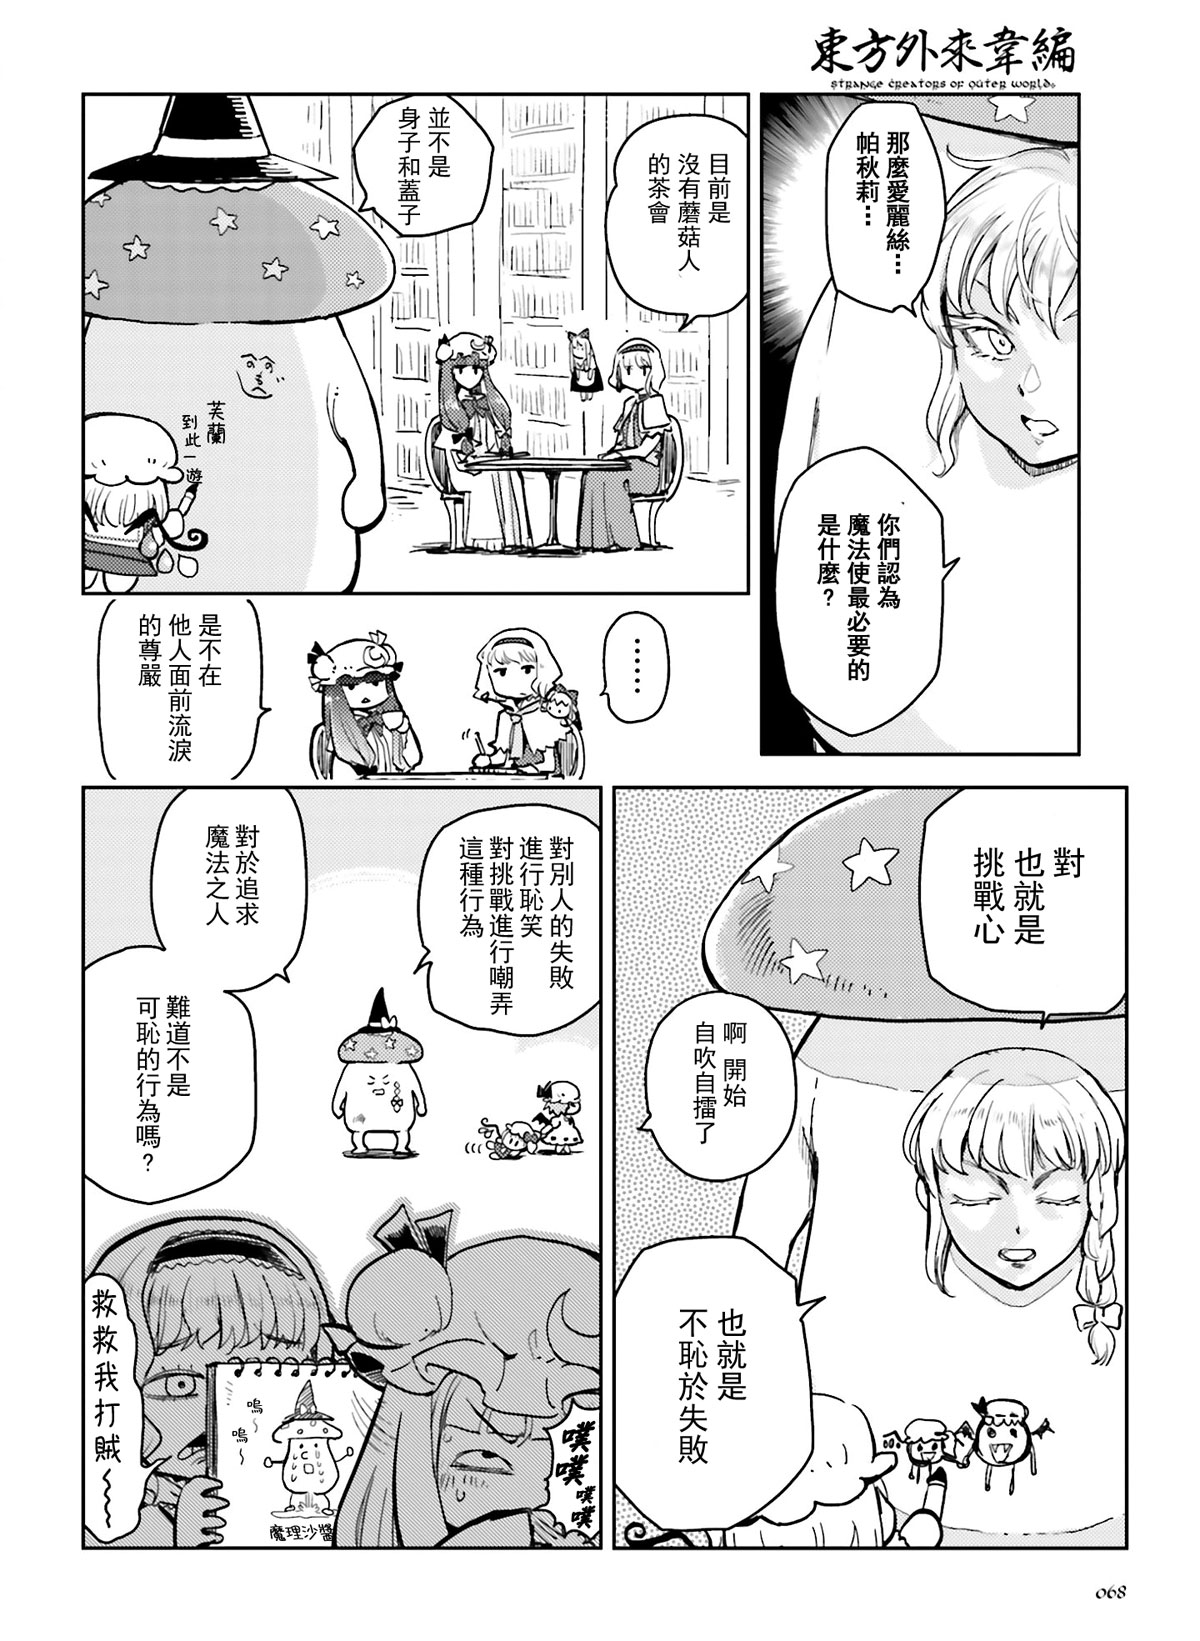 東方外來韋編
STRANGE CREATORS OF OUTER WORLD。
那麼愛麗絲…
帕秋莉…
你們認為
魔法使最必要的
是什麼？
目前是
沒有蘑菇人
的茶會
並不是
身子和蓋子
芙蘭
到此一遊
……
是不在
他人面前流淚
的尊嚴
對
也就是
挑戰心
啊 開始
自吹自擂了
也就是
不恥於失敗
對別人的失敗
進行恥笑
對挑戰進行嘲弄
這種行為
對於追求
魔法之人
難道不是
可恥的行為嗎？
噗噗噗噗
嗚～
嗚～
魔理沙醬
救救我打賊～
068